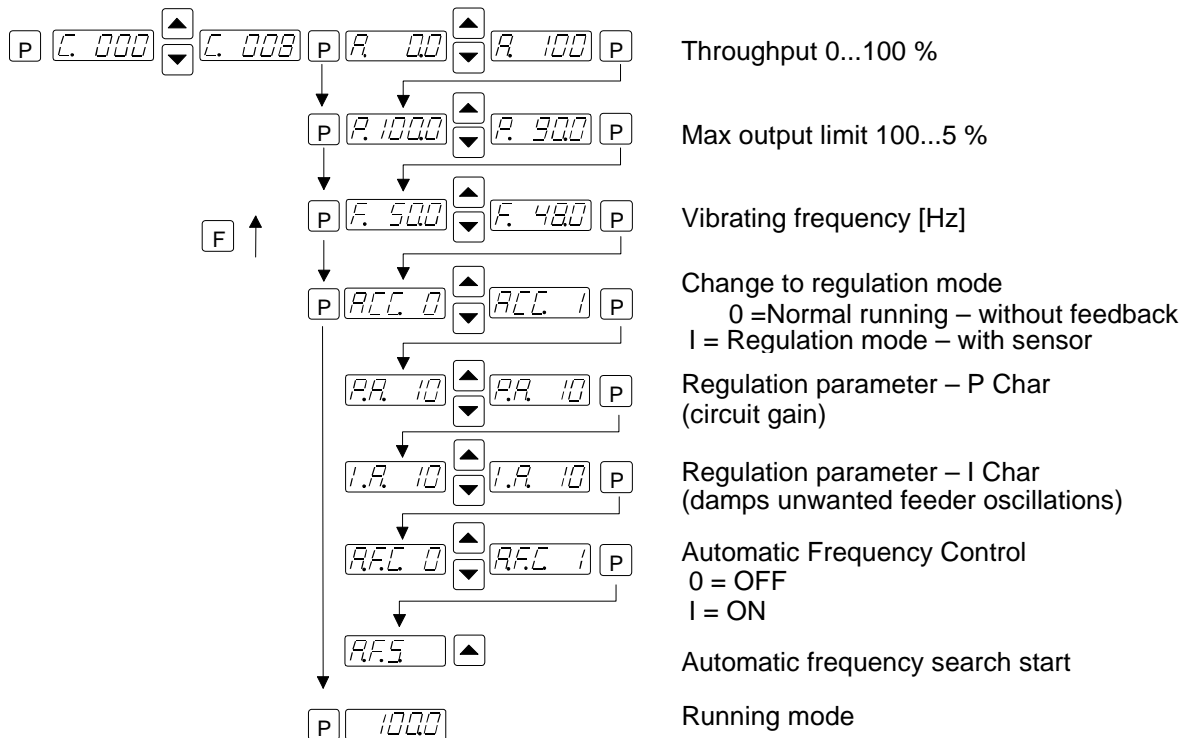 P C. 000 C. 008 P A. 0.0 A. 100 P Throughput 0...100 %
P P. 100.0 P. 90.0 P Max output limit 100...5 %
P F. 50.0 F. 48.0 P Vibrating frequency [Hz]
F
P ACC. 0 ACC. 1 P Change to regulation mode
0 =Normal running – without feedback
I = Regulation mode – with sensor
P.A. 10 P.A. 10 P Regulation parameter – P Char
(circuit gain)
I.A. 10 I.A. 10 P Regulation parameter – I Char
(damps unwanted feeder oscillations)
A.F.C. 0 A.F.C. 1 P Automatic Frequency Control
0 = OFF
I = ON
A.F.S. Automatic frequency search start
P 100.0 Running mode